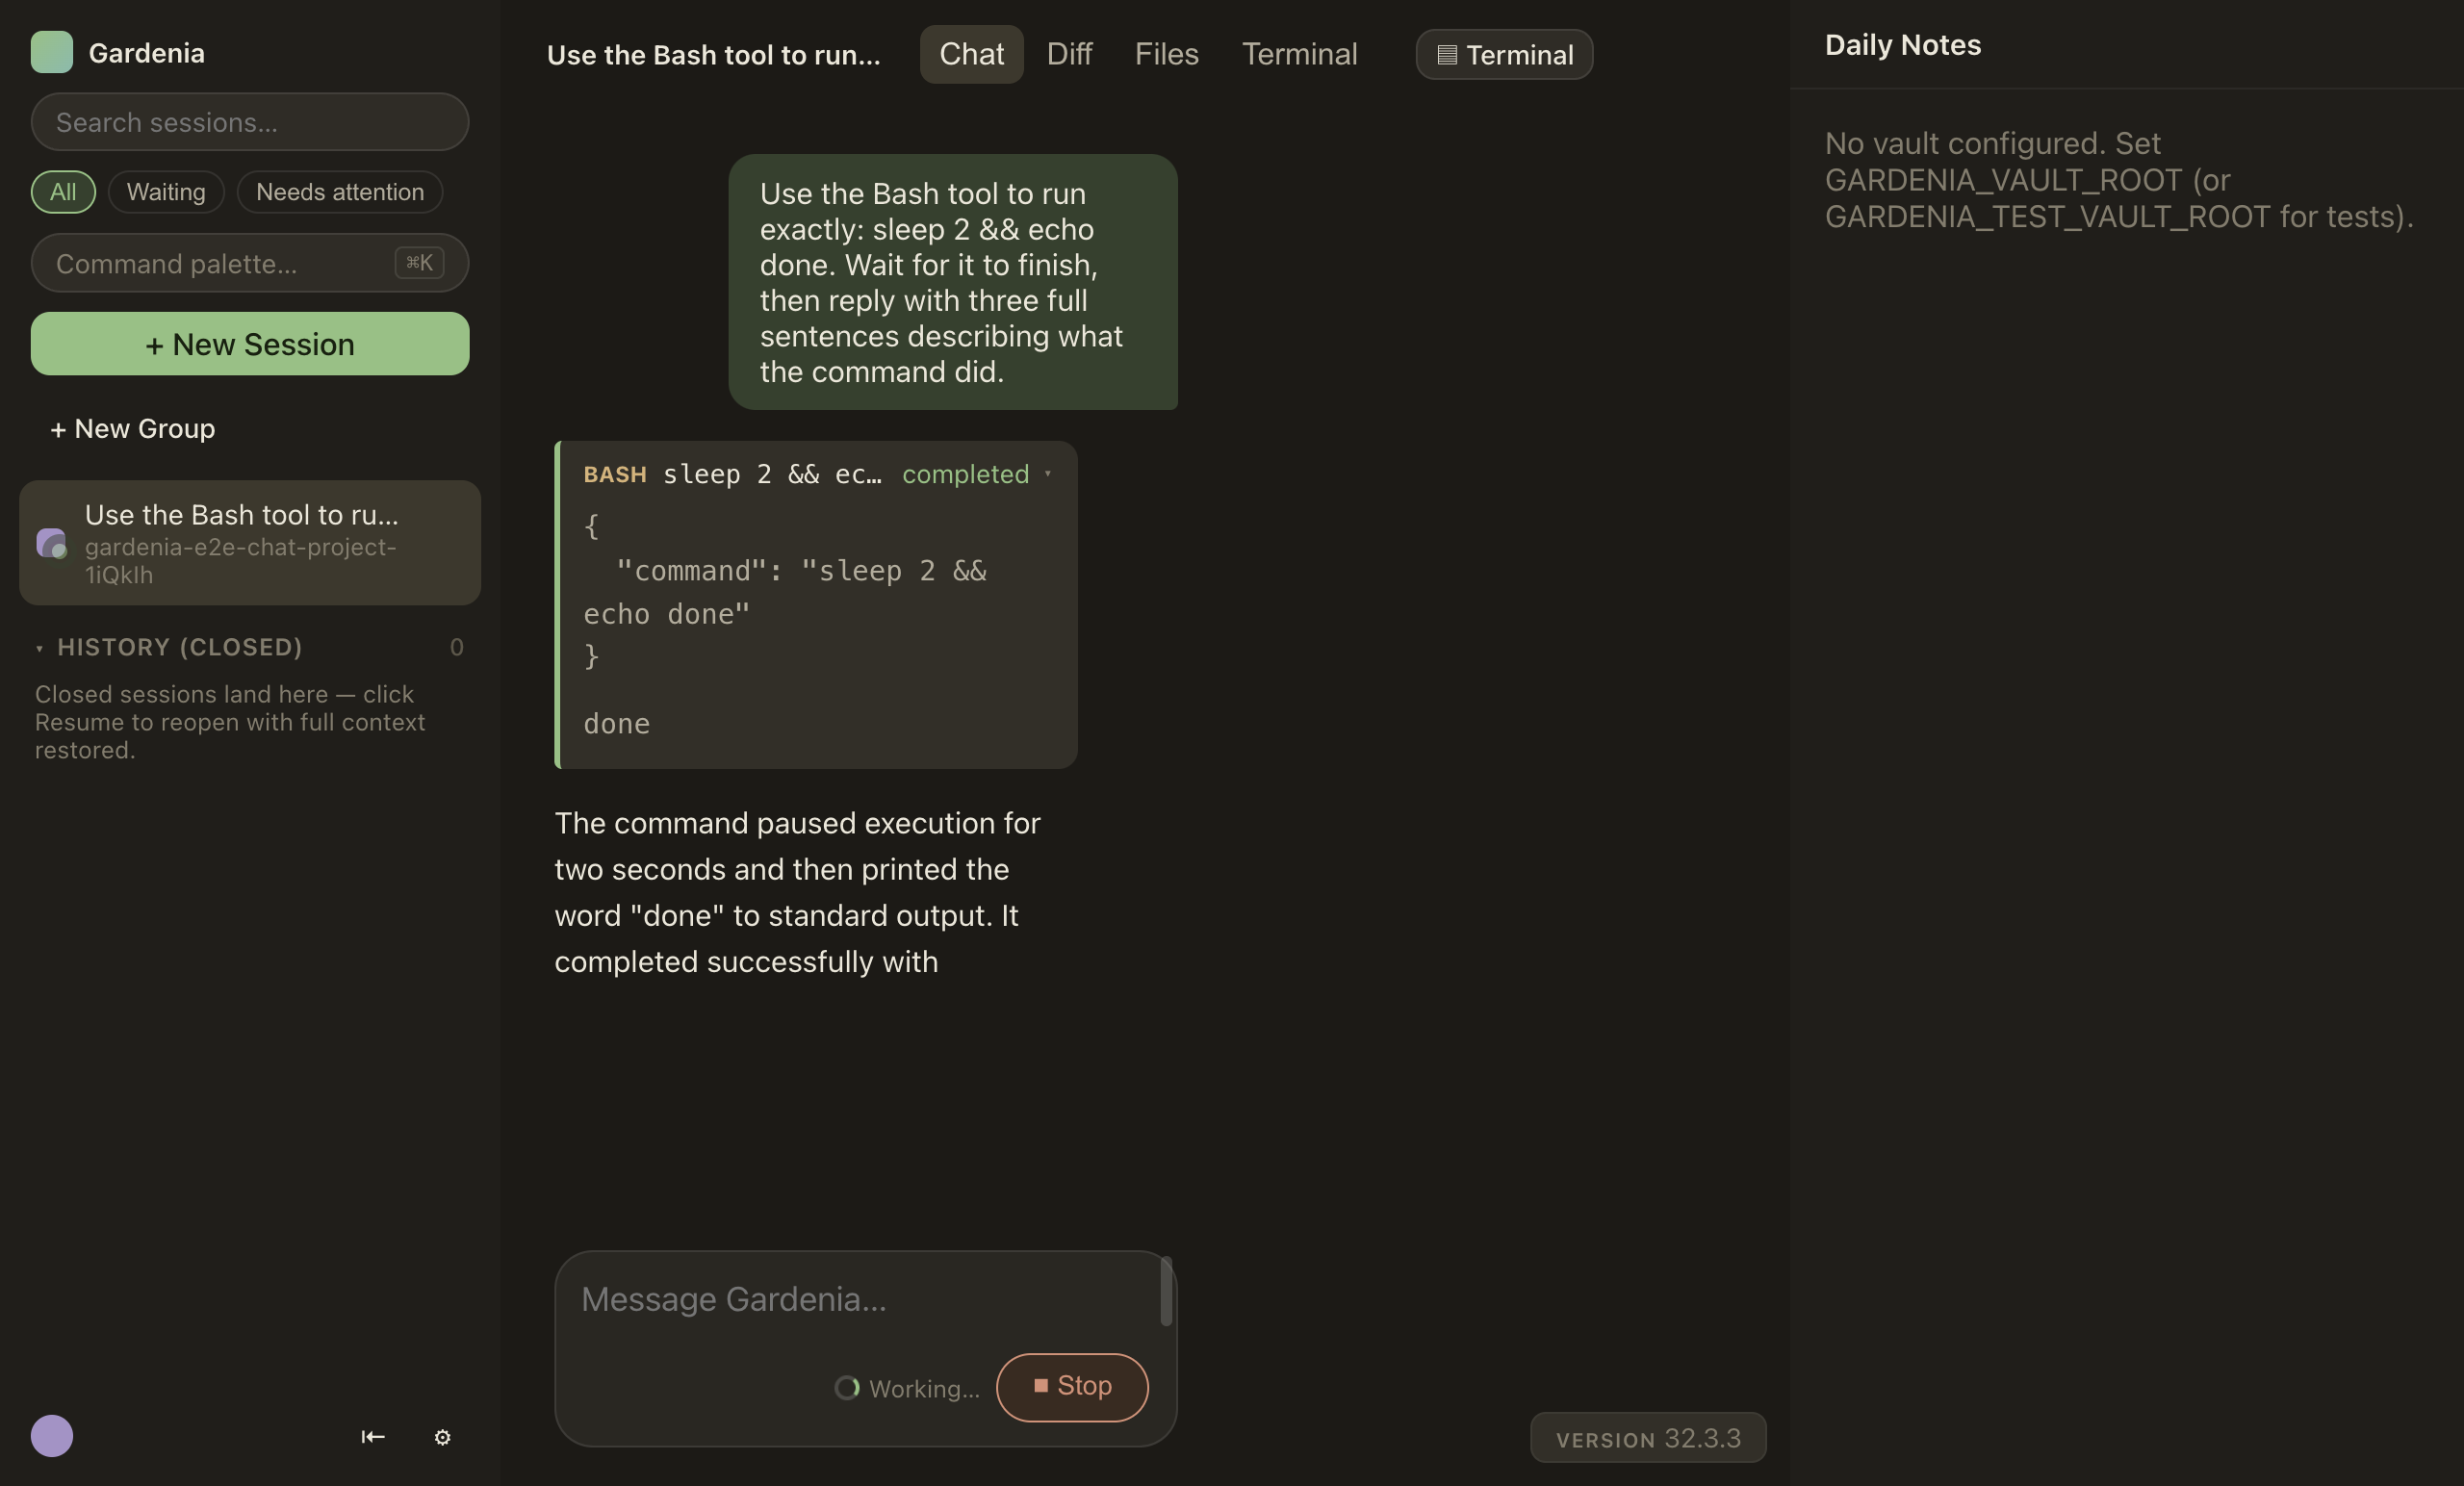 Gardenia
Search sessions...
All
Waiting
Needs attention
Command palette...
⌘K
+ New Session
+ New Group
Use the Bash tool to ru...
gardenia-e2e-chat-project-
1iQkIh
HISTORY (CLOSED)
0
Closed sessions land here — click
Resume to reopen with full context
restored.
Use the Bash tool to run...
Chat
Diff
Files
Terminal
Terminal
Use the Bash tool to run
exactly: sleep 2 && echo
done. Wait for it to finish,
then reply with three full
sentences describing what
the command did.
BASH sleep 2 && ec… completed
{
"command": "sleep 2 &&
echo done"
}
done
The command paused execution for
two seconds and then printed the
word "done" to standard output. It
completed successfully with
Message Gardenia...
Working...
Stop
VERSION 32.3.3
Daily Notes
No vault configured. Set
GARDENIA_VAULT_ROOT (or
GARDENIA_TEST_VAULT_ROOT for tests).